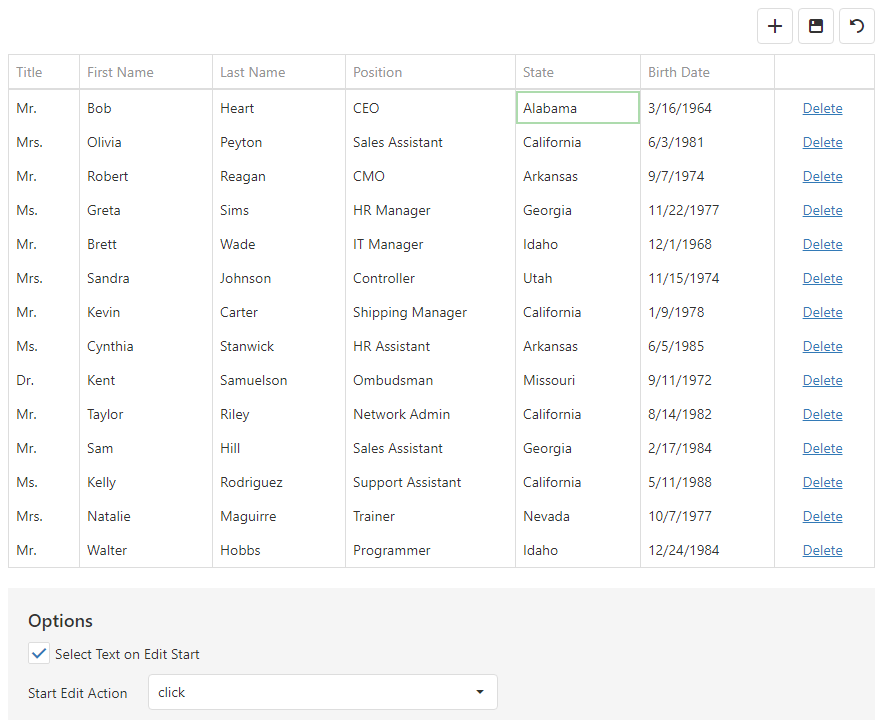 Title First Name Last Name Position State Birth Date
Mr. Bob Heart CEO Alabama 3/16/1964 Delete
Mrs. Olivia Peyton Sales Assistant California 6/3/1981 Delete
Mr. Robert Reagan CMO Arkansas 9/7/1974 Delete
Ms. Greta Sims HR Manager Georgia 11/22/1977 Delete
Mr. Brett Wade IT Manager Idaho 12/1/1968 Delete
Mrs. Sandra Johnson Controller Utah 11/15/1974 Delete
Mr. Kevin Carter Shipping Manager California 1/9/1978 Delete
Ms. Cynthia Stanwick HR Assistant Arkansas 6/5/1985 Delete
Dr. Kent Samuelson Ombudsman Missouri 9/11/1972 Delete
Mr. Taylor Riley Network Admin California 8/14/1982 Delete
Mr. Sam Hill Sales Assistant Georgia 2/17/1984 Delete
Ms. Kelly Rodriguez Support Assistant California 5/11/1988 Delete
Mrs. Natalie Maguirre Trainer Nevada 10/7/1977 Delete
Mr. Walter Hobbs Programmer Idaho 12/24/1984 Delete
Options
Select Text on Edit Start
Start Edit Action click